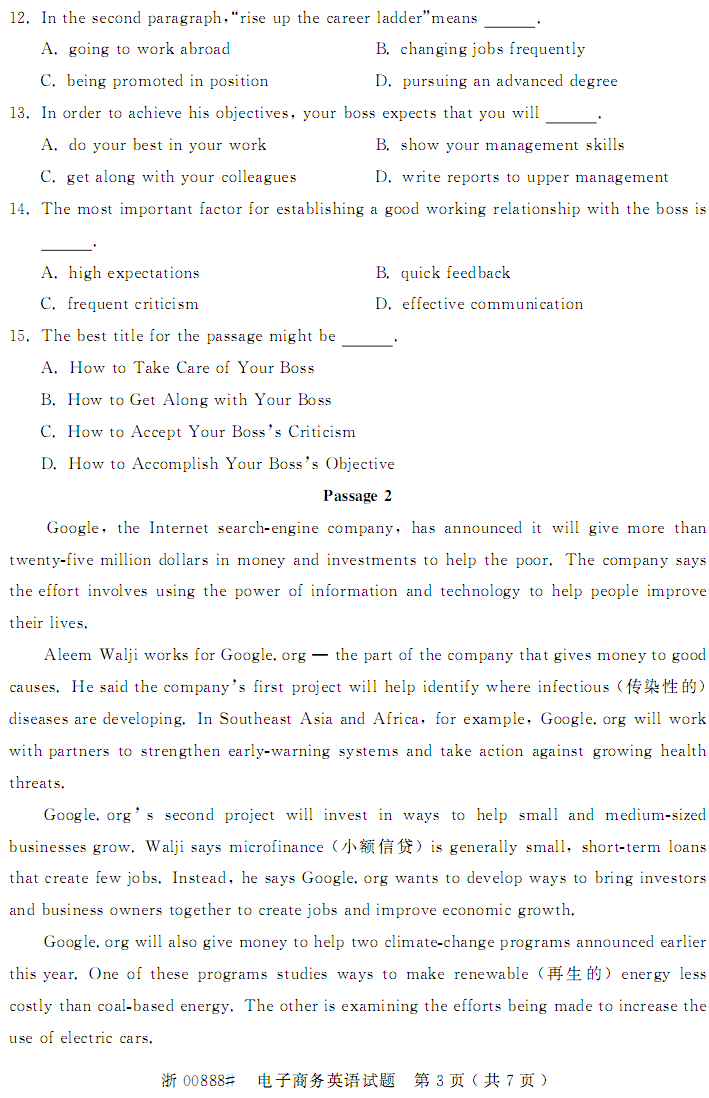 12. In the second paragraph,“rise up the career ladder”means ______.
A. going to work abroad B. changing jobs frequently
C. being promoted in position D. pursuing an advanced degree
13. In order to achieve his objectives, your boss expects that you will ______.
A. do your best in your work B. show your management skills
C. get along with your colleagues D. write reports to upper management
14. The most important factor for establishing a good working relationship with the boss is
______.
A. high expectations B. quick feedback
C. frequent criticism D. effective communication
15. The best title for the passage might be ______.
A. How to Take Care of Your Boss
B. How to Get Along with Your Boss
C. How to Accept Your Boss's Criticism
D. How to Accomplish Your Boss's Objective
Passage 2
Google, the Internet search-engine company, has announced it will give more than
twenty-five million dollars in money and investments to help the poor. The company says
the effort involves using the power of information and technology to help people improve
their lives.
Aleem Walji works for Google.org — the part of the company that gives money to good
causes. He said the company's first project will help identify where infectious（传染性的）
diseases are developing. In Southeast Asia and Africa, for example, Google.org will work
with partners to strengthen early-warning systems and take action against growing health
threats.
Google.org's second project will invest in ways to help small and medium-sized
businesses grow. Walji says microfinance（小额信贷）is generally small, short-term loans
that create few jobs. Instead, he says Google.org wants to develop ways to bring investors
and business owners together to create jobs and improve economic growth.
Google.org will also give money to help two climate-change programs announced earlier
this year. One of these programs studies ways to make renewable（再生的）energy less
costly than coal-based energy. The other is examining the efforts being made to increase the
use of electric cars.
浙 00888# 电子商务英语试题 第 3 页（共 7 页）